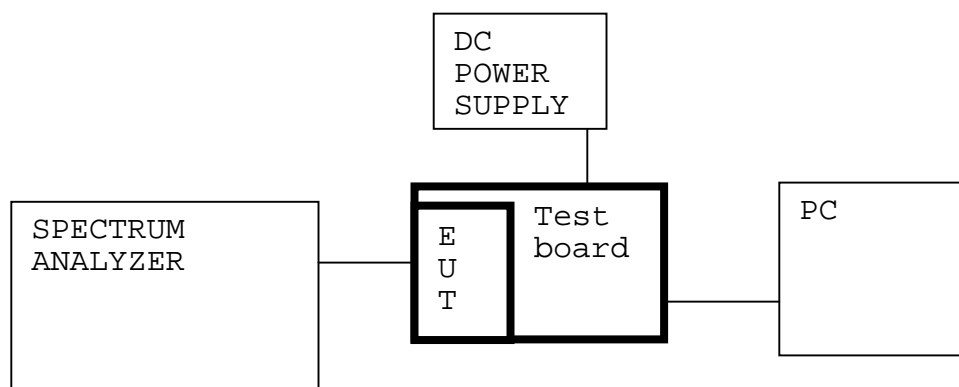 DC
POWER
SUPPLY
SPECTRUM
ANALYZER
E
U
T
Test
board
PC